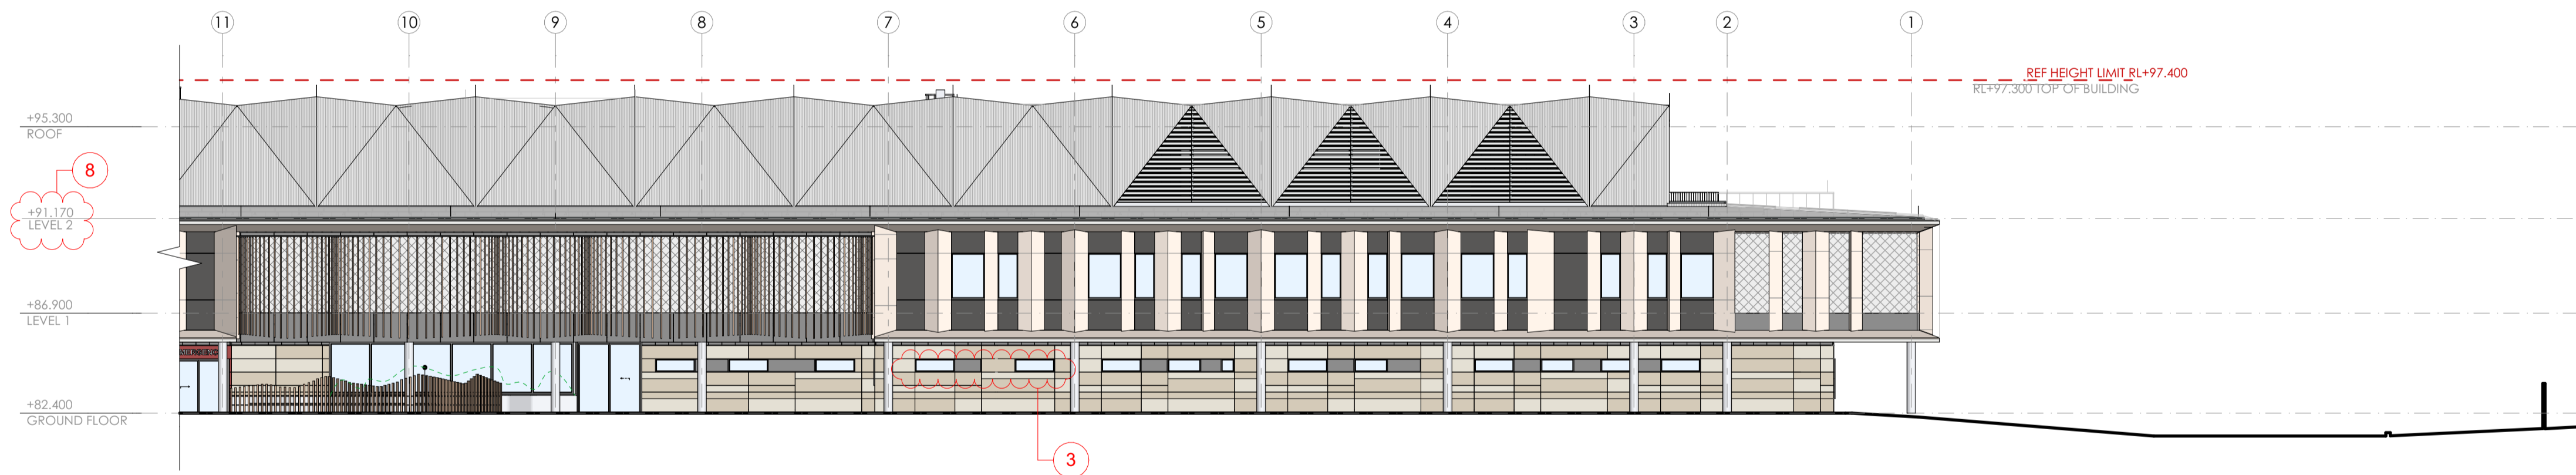 11 10 9 8 7 6 5 4 3 2 1
REF HEIGHT LIMIT RL+97.400
RL+97.300 TOP OF BUILDING
+95.300
ROOF
8
+91.170
LEVEL 2
+86.900
LEVEL 1
+82.400
GROUND FLOOR
3